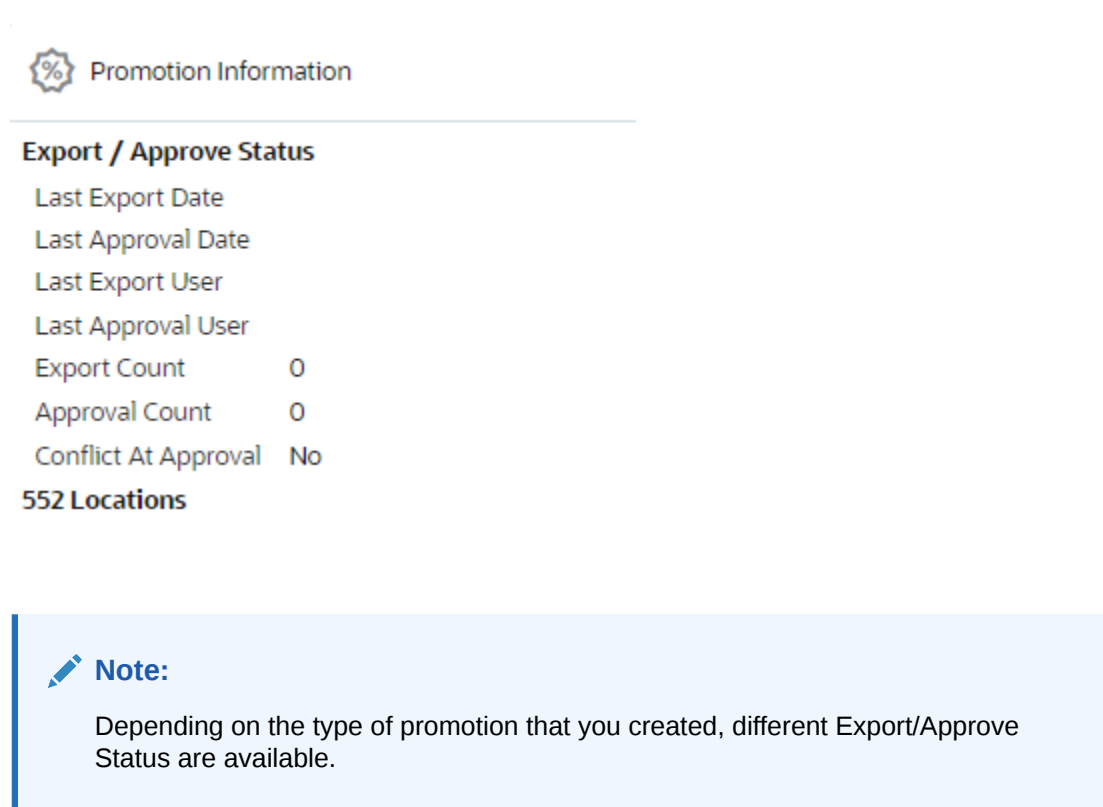 Promotion Information
Export / Approve Status
Last Export Date
Last Approval Date
Last Export User
Last Approval User
Export Count 0
Approval Count 0
Conflict At Approval No
552 Locations
Note:
Depending on the type of promotion that you created, different Export/Approve
Status are available.